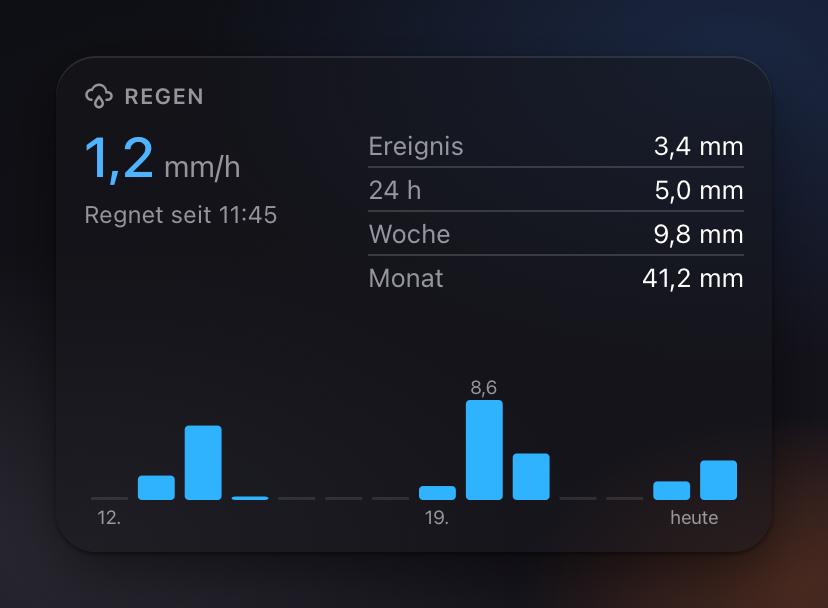 REGEN
1,2 mm/h
Regnet seit 11:45
Ereignis 3,4 mm
24 h 5,0 mm
Woche 9,8 mm
Monat 41,2 mm
8,6
12. 19. heute